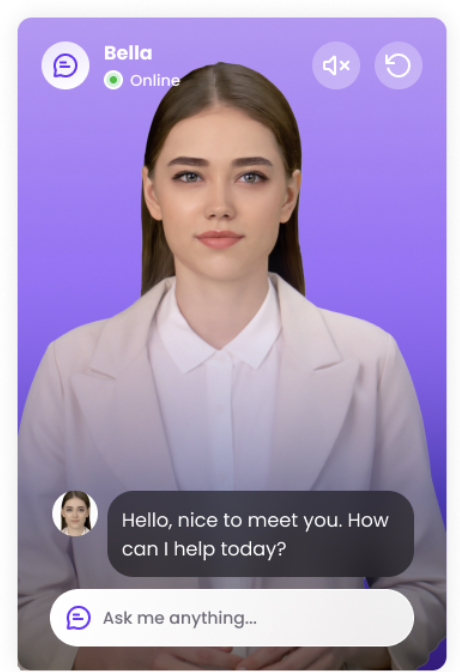 Bella
Online
Hello, nice to meet you. How
can I help today?
Ask me anything...